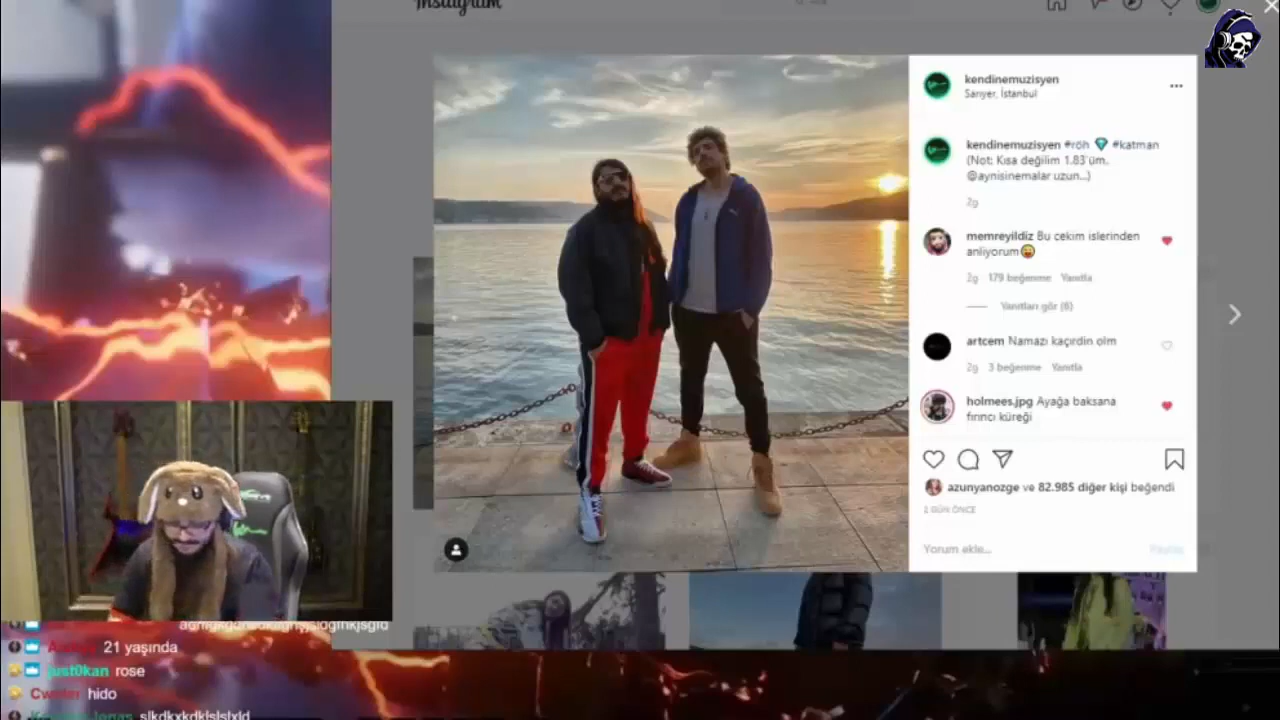 Instagram
kendinemuzisyen
Sarıyer, İstanbul
kendinemuzisyen #röh 💎 #katman
(Not: Kısa değilim 1.83'üm,
@aynisinemalar uzun...)
2g
memreyildiz Bu cekim islerinden
anliyorum😜
2g 179 beğenme Yanıtla
Yanıtları gör (6)
artcem Namazı kaçırdın olm
2g 3 beğenme Yanıtla
holmees.jpg Ayağa baksana
fırıncı küreği
azunyanozge ve 82.985 diğer kişi beğendi
2 GÜN ÖNCE
Yorum ekle...
Paylaş
21 yaşında
just0kan rose
hido
slkdkxkdklslslxld